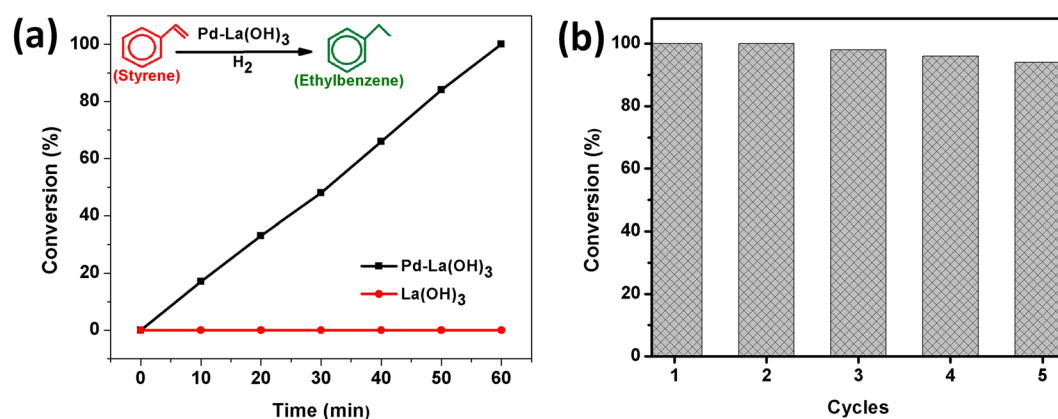 (a)
Pd-La(OH)3
H2
(Styrene)
(Ethylbenzene)
Conversion (%)
100
80
60
40
20
0
Pd-La(OH)3
La(OH)3
0 10 20 30 40 50 60
Time (min)
(b)
Conversion (%)
100
80
60
40
20
0
1 2 3 4 5
Cycles